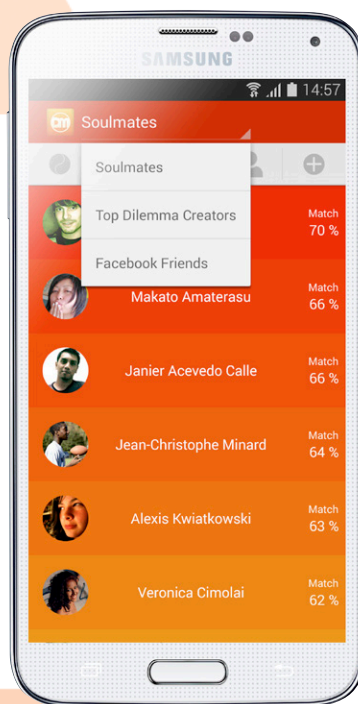 SAMSUNG
14:57
cm Soulmates
Soulmates
Top Dilemma Creators
Facebook Friends
Match
70 %
Makato Amaterasu
Match
66 %
Janier Acevedo Calle
Match
66 %
Jean-Christophe Minard
Match
64 %
Alexis Kwiatkowski
Match
63 %
Veronica Cimolai
Match
62 %